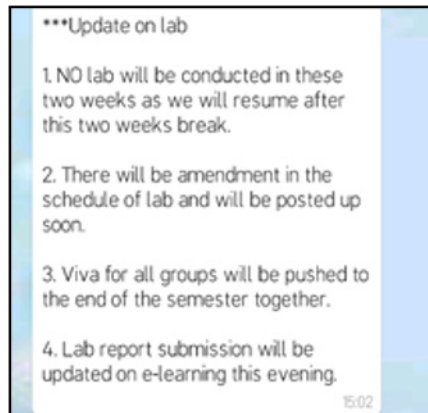 ***Update on lab
1. NO lab will be conducted in these
two weeks as we will resume after
this two weeks break.
2. There will be amendment in the
schedule of lab and will be posted up
soon.
3. Viva for all groups will be pushed to
the end of the semester together.
4. Lab report submission will be
updated on e-learning this evening.
15:02